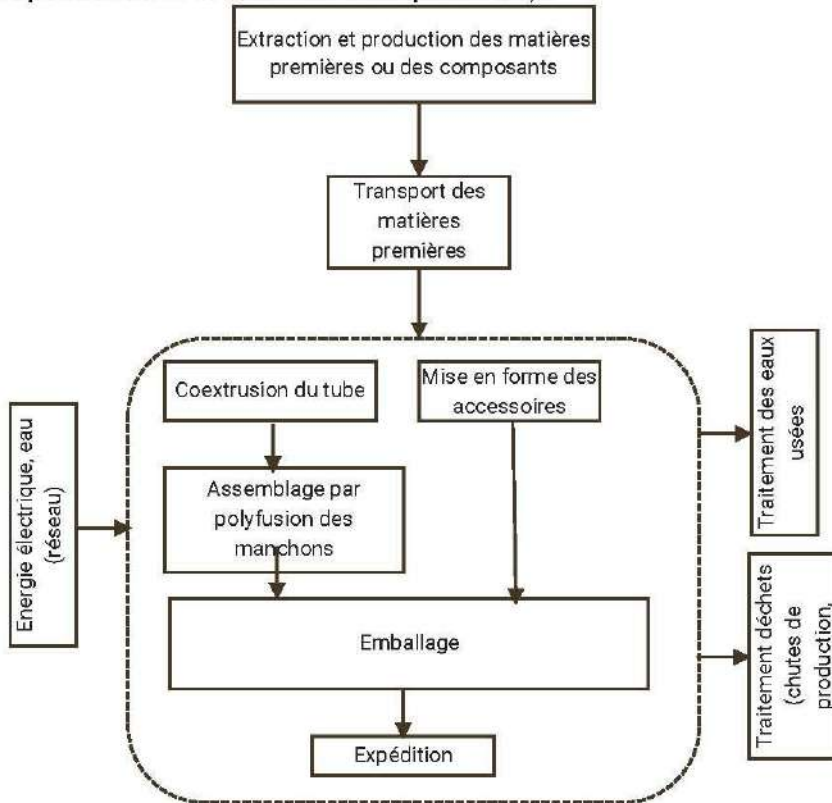 Extraction et production des matières
premières ou des composants
Transport des
matières
premières
Coextrusion du tube
Mise en forme des
accessoires
Energie électrique, eau
(réseau)
Assemblage par
polyfusion des
manchons
Emballage
Expédition
Traitement des eaux
usées
Traitement déchets
(chutes de
production,